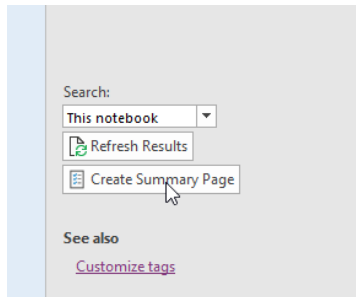 Search:
This notebook
Refresh Results
Create Summary Page
See also
Customize tags